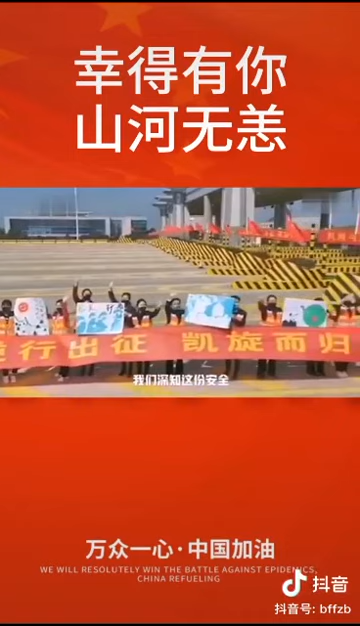 幸得有你
山河无恙
逆行出征 凯旋而归
我们深知这份安全
万众一心·中国加油
WE WILL RESOLUTELY WIN THE BATTLE AGAINST EPIDEMICS,
CHINA REFUELING
抖音
抖音号: bffzb